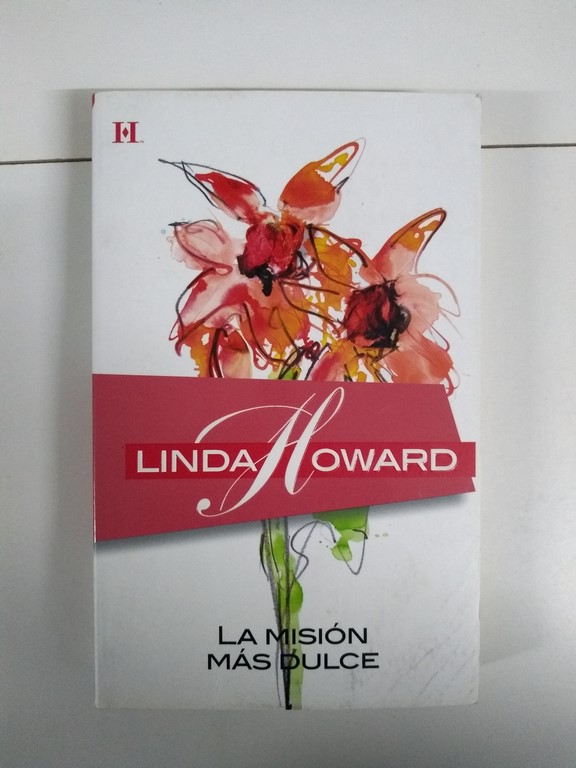 H
LINDA HOWARD
LA MISIÓN
MÁS DULCE